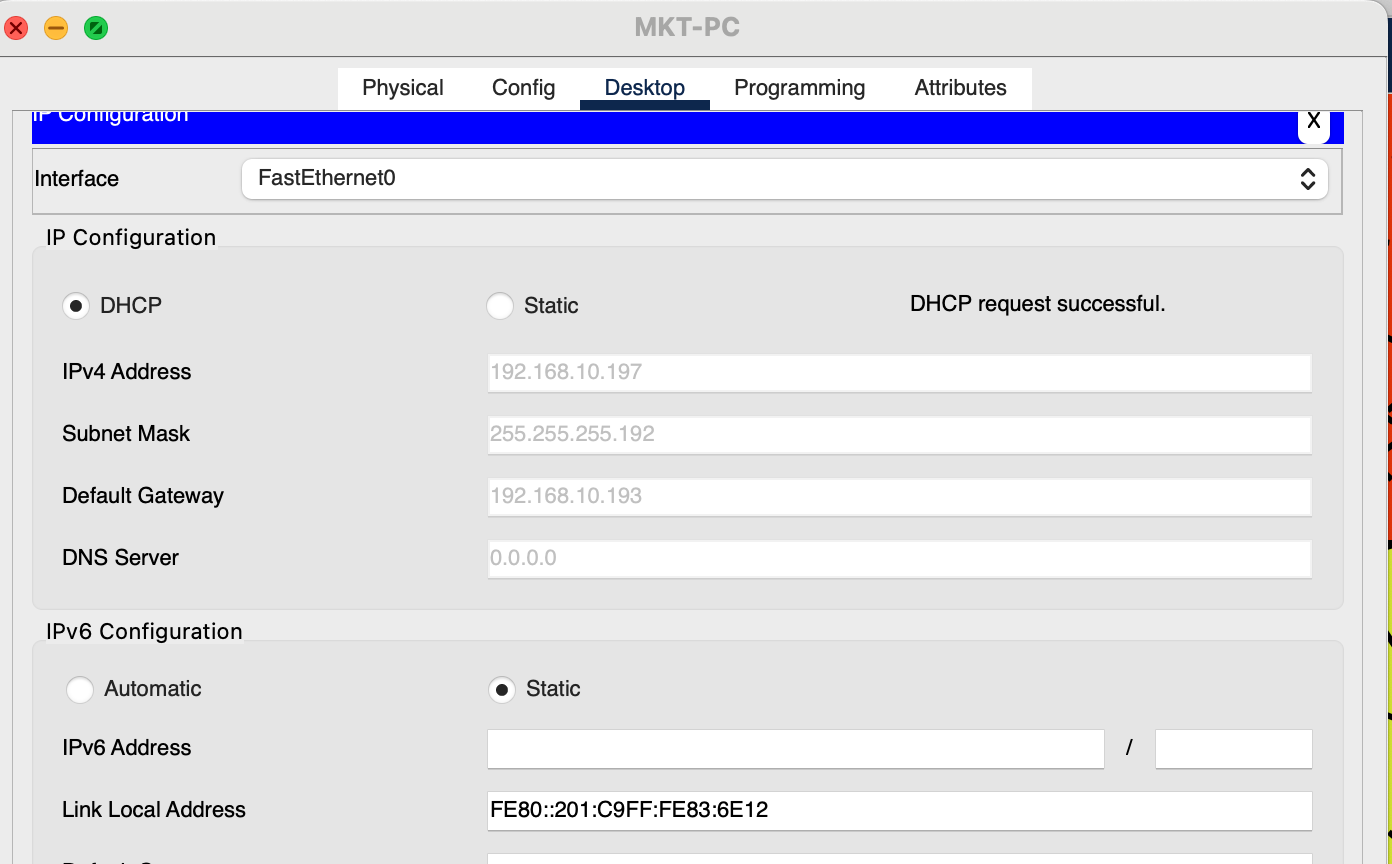 MKT-PC
Physical Config Desktop Programming Attributes
IP Configuration X
Interface FastEthernet0
IP Configuration
DHCP Static DHCP request successful.
IPv4 Address 192.168.10.197
Subnet Mask 255.255.255.192
Default Gateway 192.168.10.193
DNS Server 0.0.0.0
IPv6 Configuration
Automatic Static
IPv6 Address /
Link Local Address FE80::201:C9FF:FE83:6E12